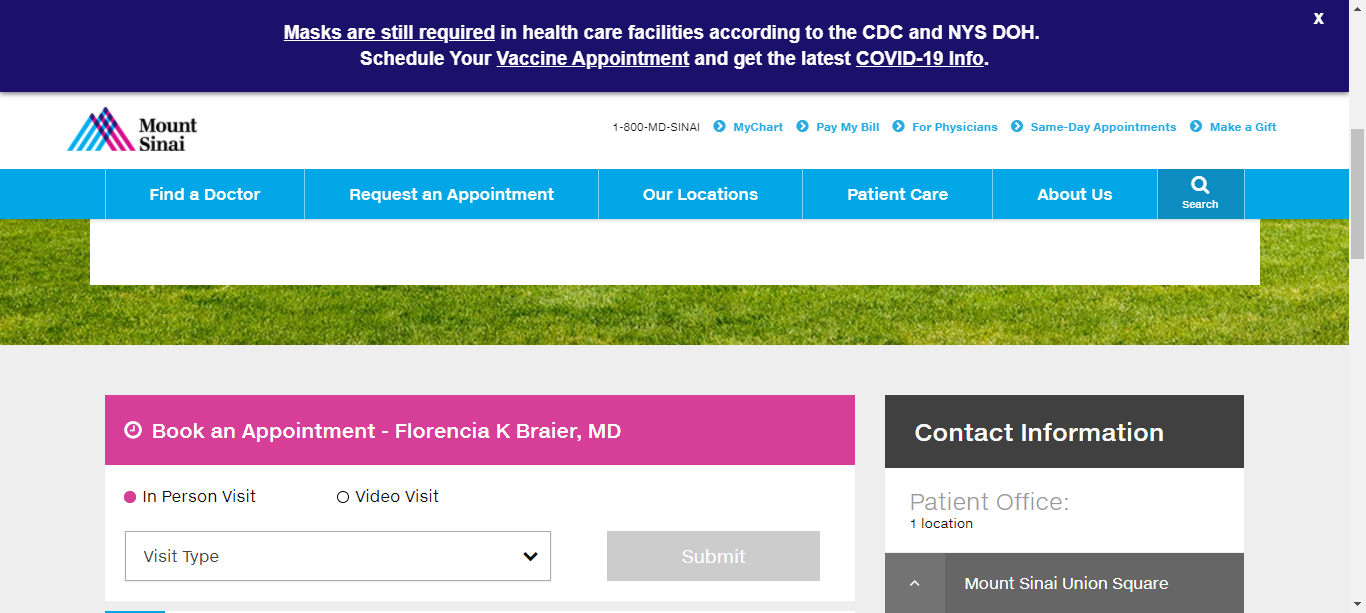 Masks are still required in health care facilities according to the CDC and NYS DOH.
X
Schedule Your Vaccine Appointment and get the latest COVID-19 Info.
Mount
Sinai
1-800-MD-SINAI MyChart Pay My Bill For Physicians Same-Day Appointments Make a Gift
Find a Doctor Request an Appointment Our Locations Patient Care About Us Search
Book an Appointment - Florencia K Braier, MD
In Person Visit Video Visit
Visit Type Submit
Contact Information
Patient Office:
1 location
Mount Sinai Union Square